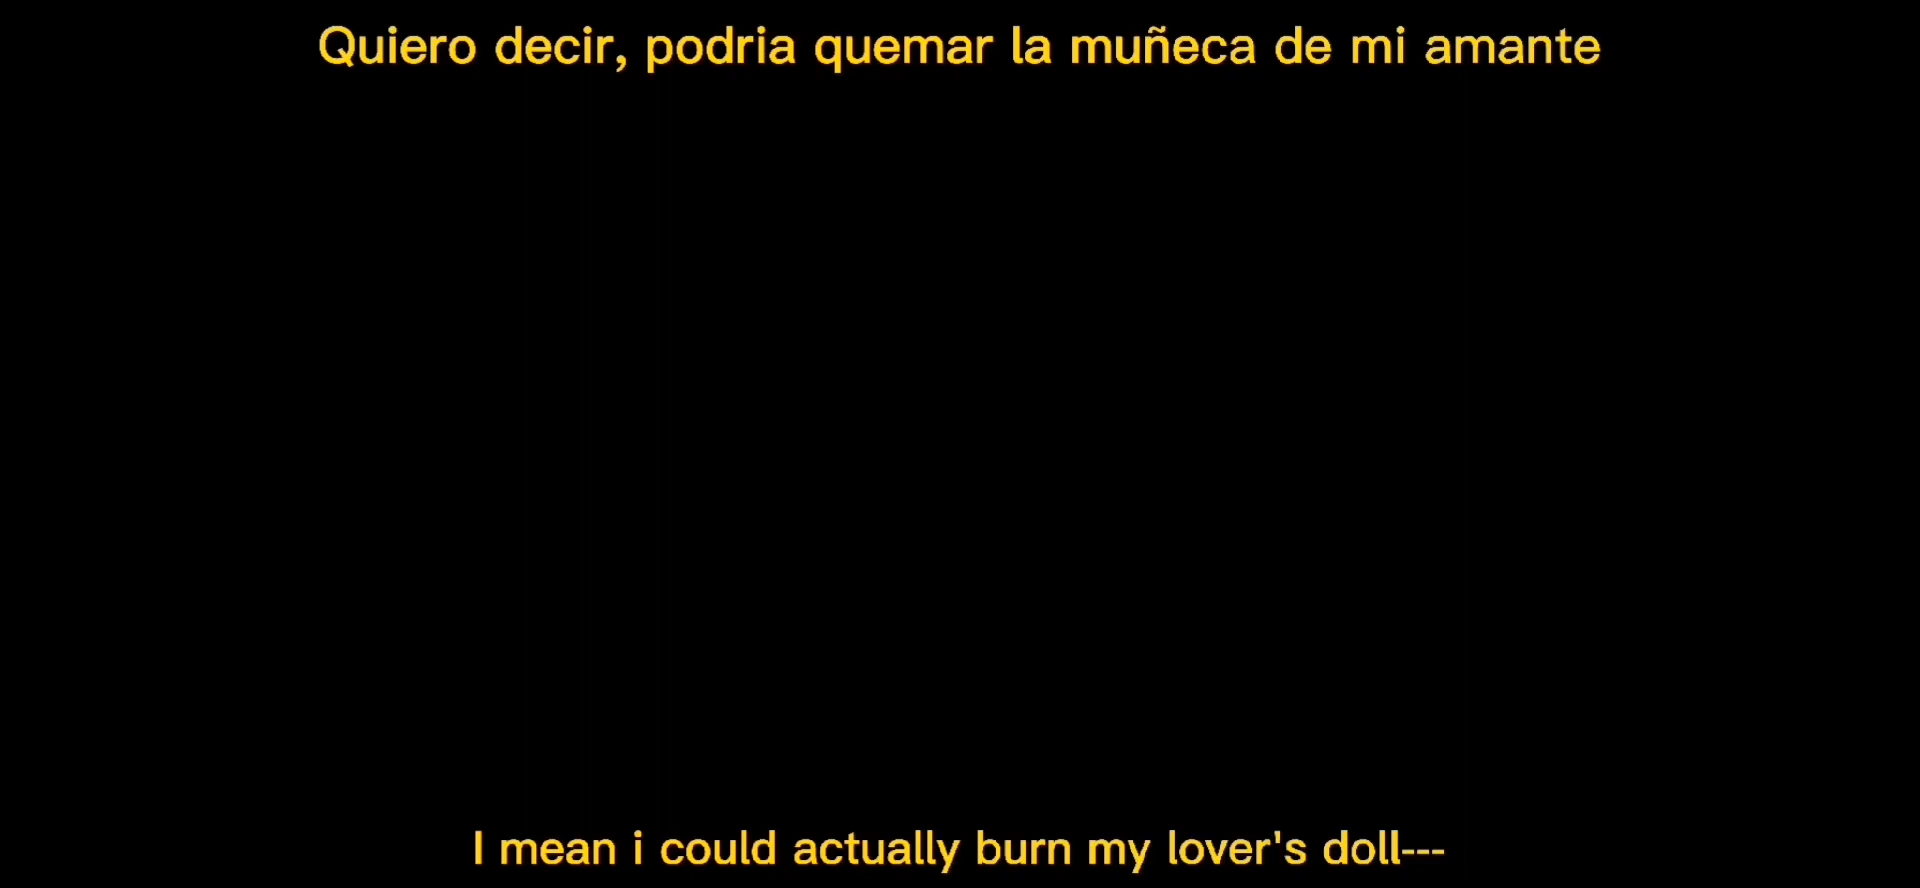 Quiero decir, podria quemar la muñeca de mi amante
I mean i could actually burn my lover's doll---